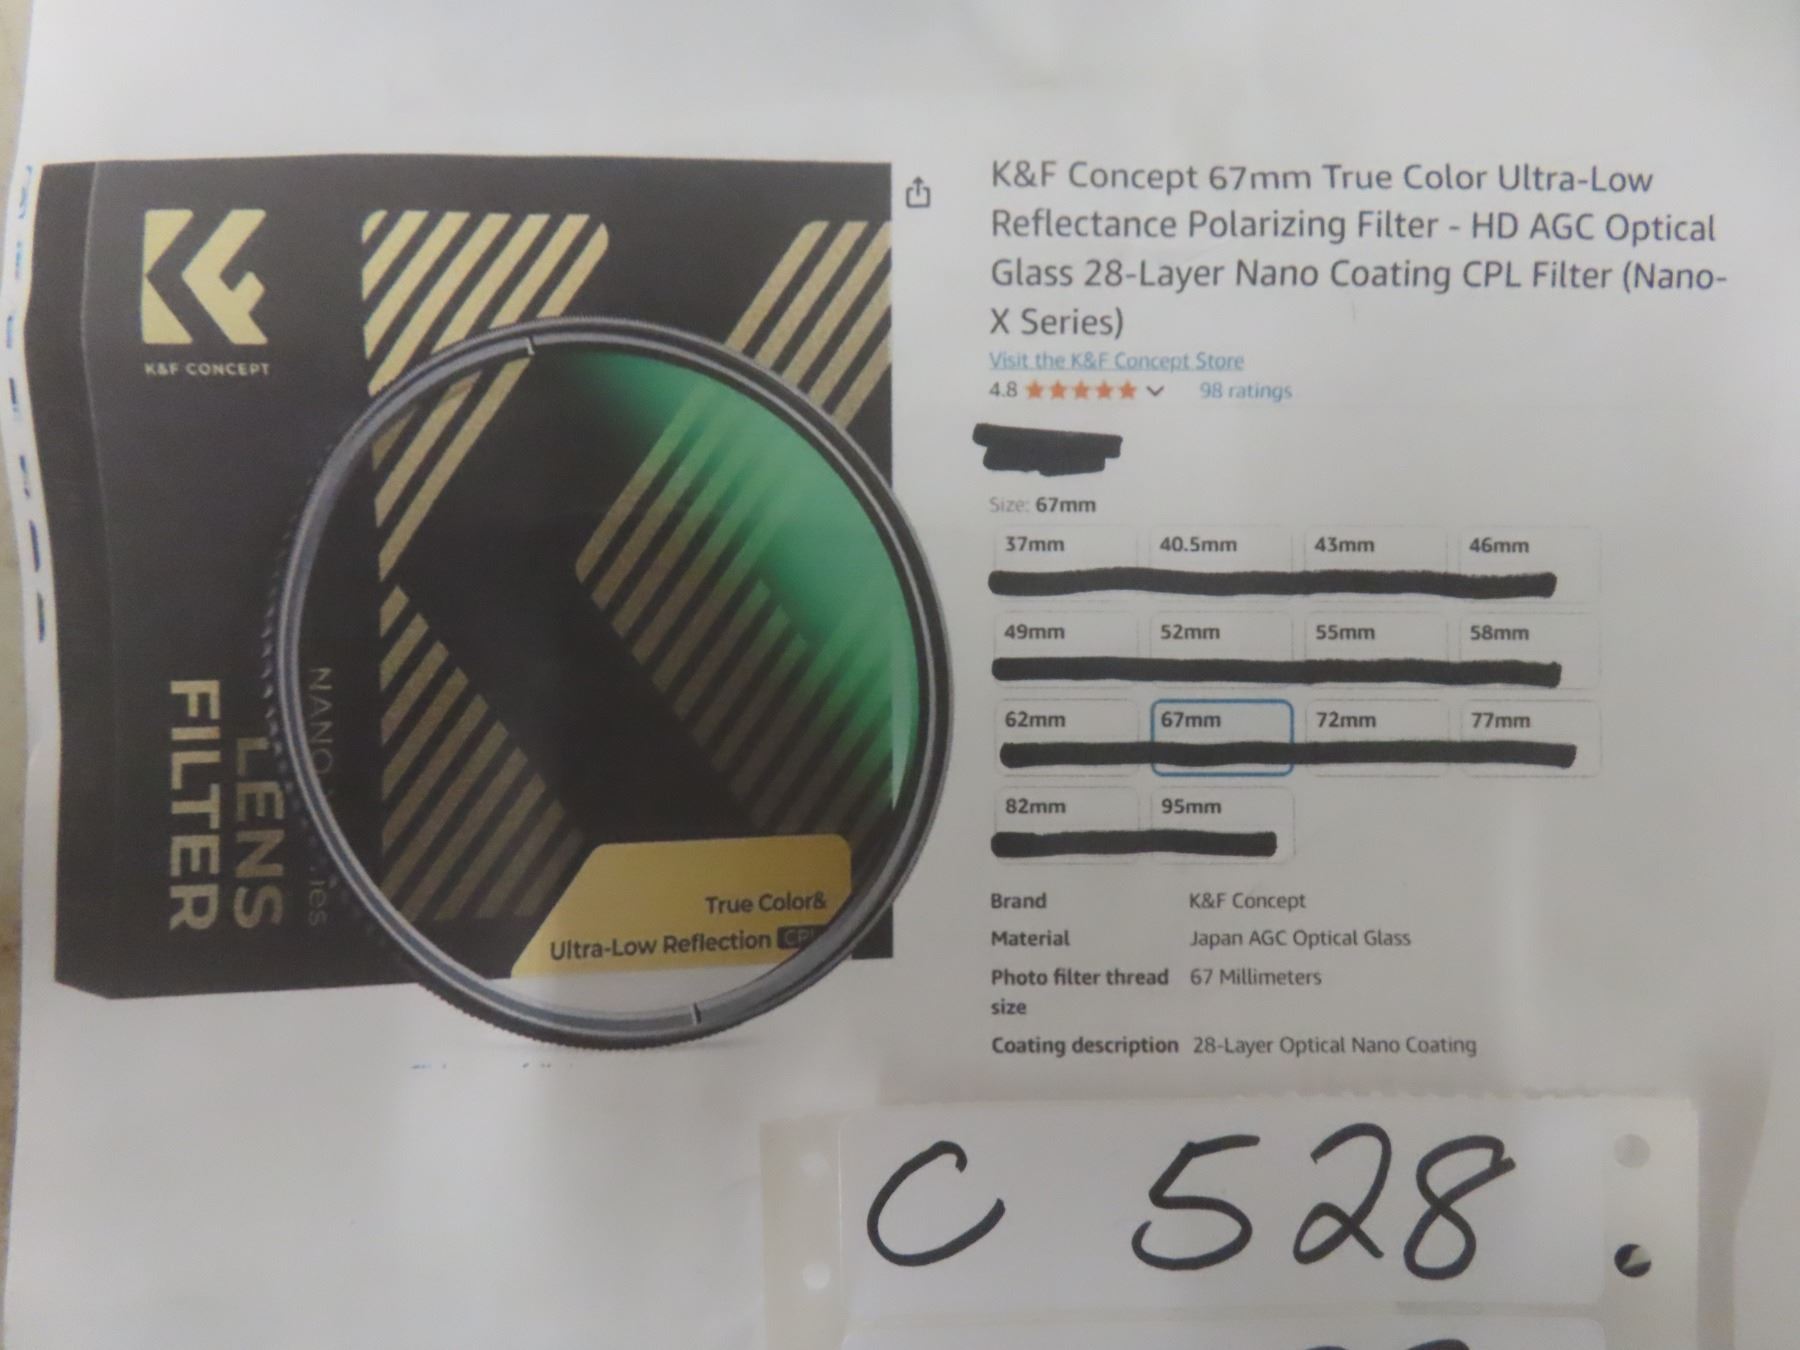 K&F CONCEPT
NANO
LENS
FILTER
True Color&
Ultra-Low Reflection CPL
K&F Concept 67mm True Color Ultra-Low
Reflectance Polarizing Filter - HD AGC Optical
Glass 28-Layer Nano Coating CPL Filter (Nano-
X Series)
Visit the K&F Concept Store
4.8 98 ratings
Size: 67mm
37mm 40.5mm 43mm 46mm
49mm 52mm 55mm 58mm
62mm 67mm 72mm 77mm
82mm 95mm
Brand K&F Concept
Material Japan AGC Optical Glass
Photo filter thread 67 Millimeters
size
Coating description 28-Layer Optical Nano Coating
C 528